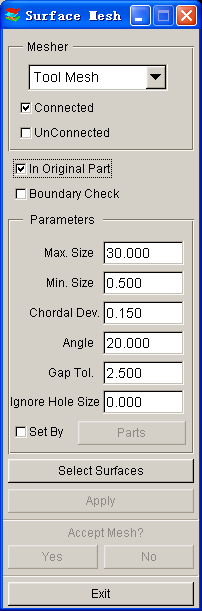 Surface Mesh
Mesher
Tool Mesh
Connected
UnConnected
In Original Part
Boundary Check
Parameters
Max. Size 30.000
Min. Size 0.500
Chordal Dev. 0.150
Angle 20.000
Gap Tol. 2.500
Ignore Hole Size 0.000
Set By Parts
Select Surfaces
Apply
Accept Mesh?
Yes No
Exit